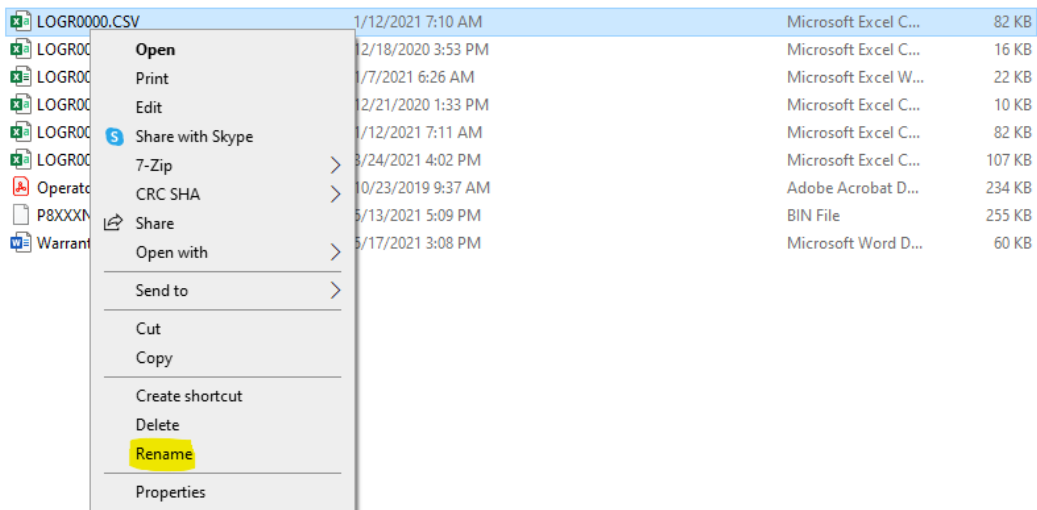 LOGR0000.CSV 1/12/2021 7:10 AM Microsoft Excel C... 82 KB
LOGR00 12/18/2020 3:53 PM Microsoft Excel C... 16 KB
LOGR00 1/7/2021 6:26 AM Microsoft Excel W... 22 KB
LOGR00 12/21/2020 1:33 PM Microsoft Excel C... 10 KB
LOGR00 1/12/2021 7:11 AM Microsoft Excel C... 82 KB
LOGR00 3/24/2021 4:02 PM Microsoft Excel C... 107 KB
Operato 10/23/2019 9:37 AM Adobe Acrobat D... 234 KB
P8XXXN 5/13/2021 5:09 PM BIN File 255 KB
Warrant 5/17/2021 3:08 PM Microsoft Word D... 60 KB
Open
Print
Edit
Share with Skype
7-Zip
CRC SHA
Share
Open with
Send to
Cut
Copy
Create shortcut
Delete
Rename
Properties